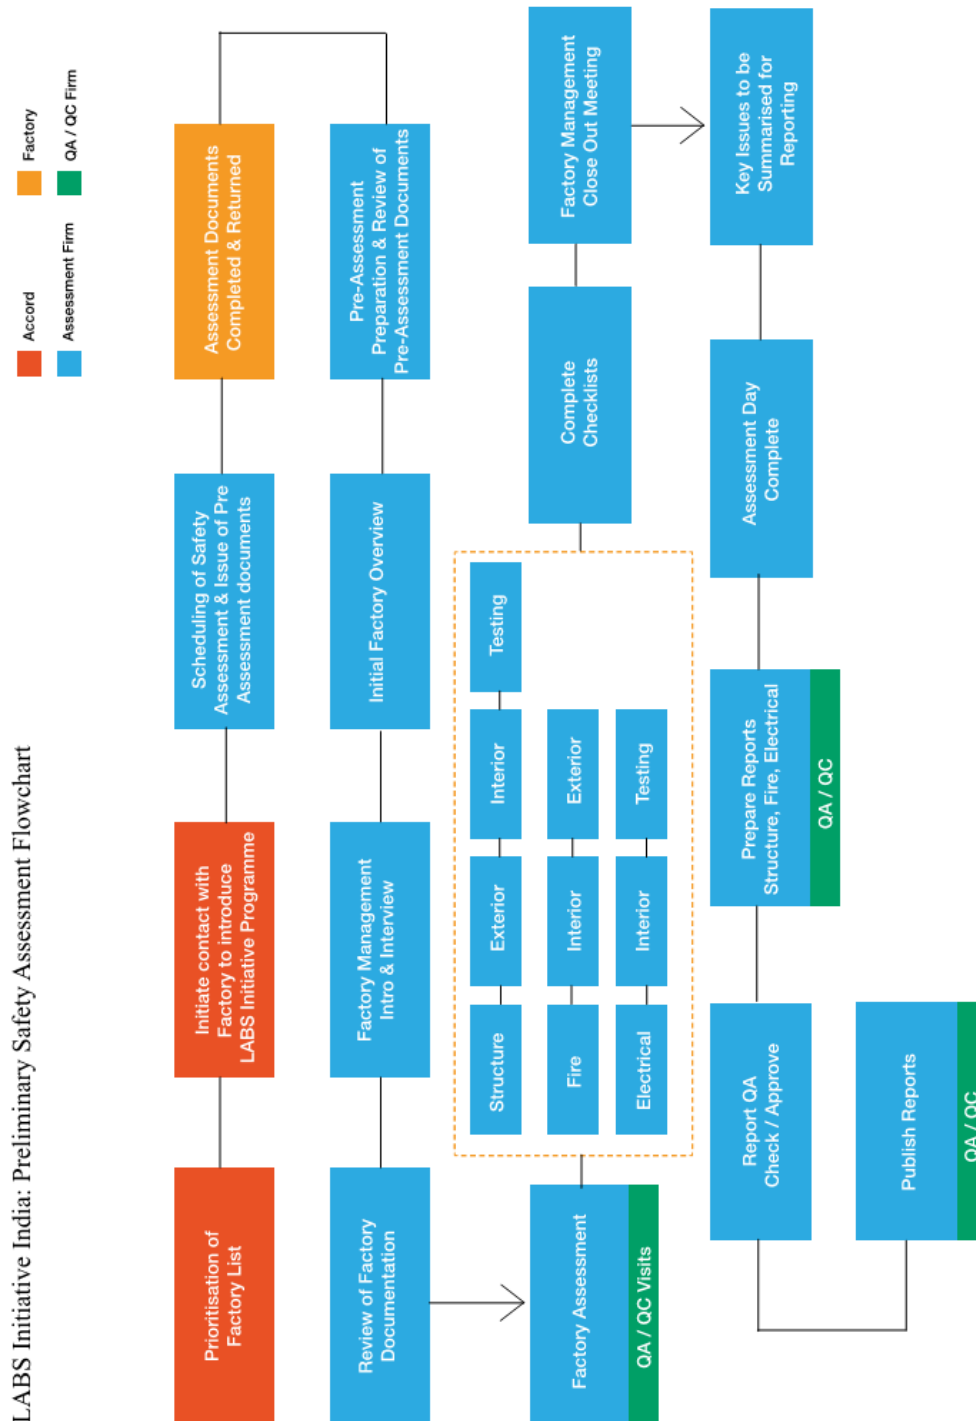 LABS Initiative India: Preliminary Safety Assessment Flowchart
Accord
Factory
Assessment Firm
QA / QC Firm
Prioritisation of
Factory List
Initiate contact with
Factory to introduce
LABS Initiative Programme
Scheduling of Safety
Assessment & Issue of Pre
Assessment documents
Assessment Documents
Completed & Returned
Pre-Assessment
Preparation & Review of
Pre-Assessment Documents
Initial Factory Overview
Factory Management
Intro & Interview
Review of Factory
Documentation
Factory Assessment
QA / QC Visits
Structure
Exterior
Interior
Testing
Fire
Interior
Exterior
Electrical
Interior
Testing
Complete
Checklists
Factory Management
Close Out Meeting
Key Issues to be
Summarised for
Reporting
Assessment Day
Complete
Prepare Reports
Structure, Fire, Electrical
QA / QC
Report QA
Check / Approve
Publish Reports
QA / QC